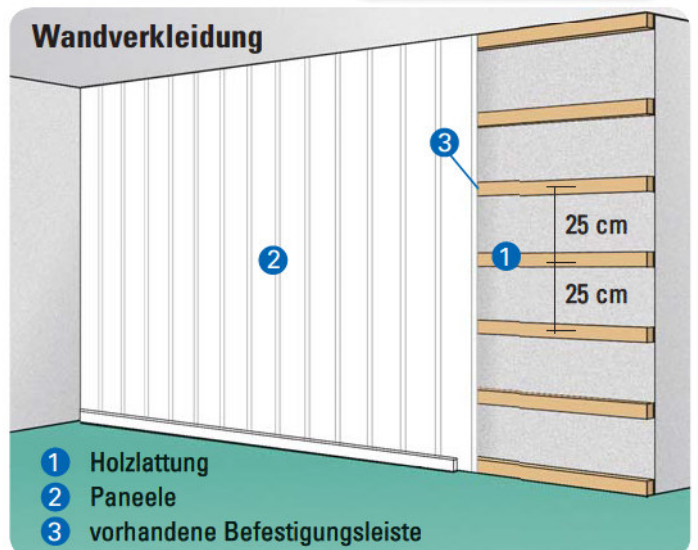 Wandverkleidung
3
25 cm
1
2
25 cm
1 Holzlattung
2 Paneele
3 vorhandene Befestigungsleiste